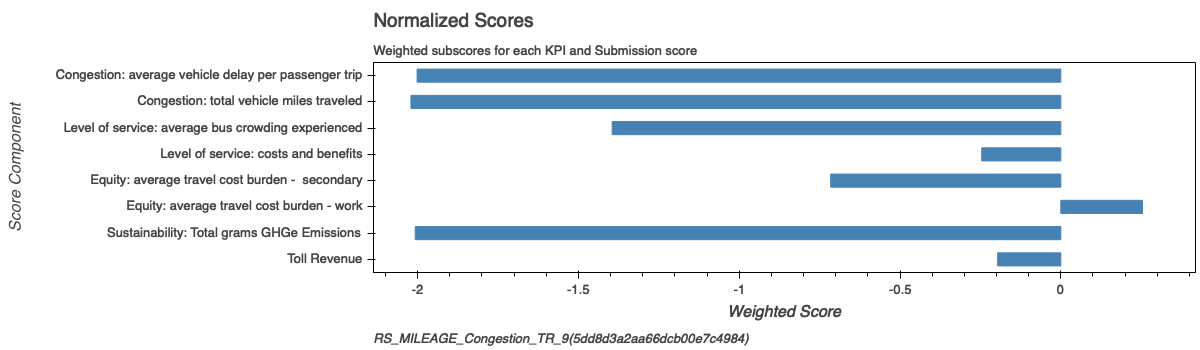 Normalized Scores
Weighted subscores for each KPI and Submission score
Score Component
Congestion: average vehicle delay per passenger trip
Congestion: total vehicle miles traveled
Level of service: average bus crowding experienced
Level of service: costs and benefits
Equity: average travel cost burden -  secondary
Equity: average travel cost burden - work
Sustainability: Total grams GHGe Emissions
Toll Revenue
-2 -1.5 -1 -0.5 0
Weighted Score
RS_MILEAGE_Congestion_TR_9(5dd8d3a2aa66dcb00e7c4984)